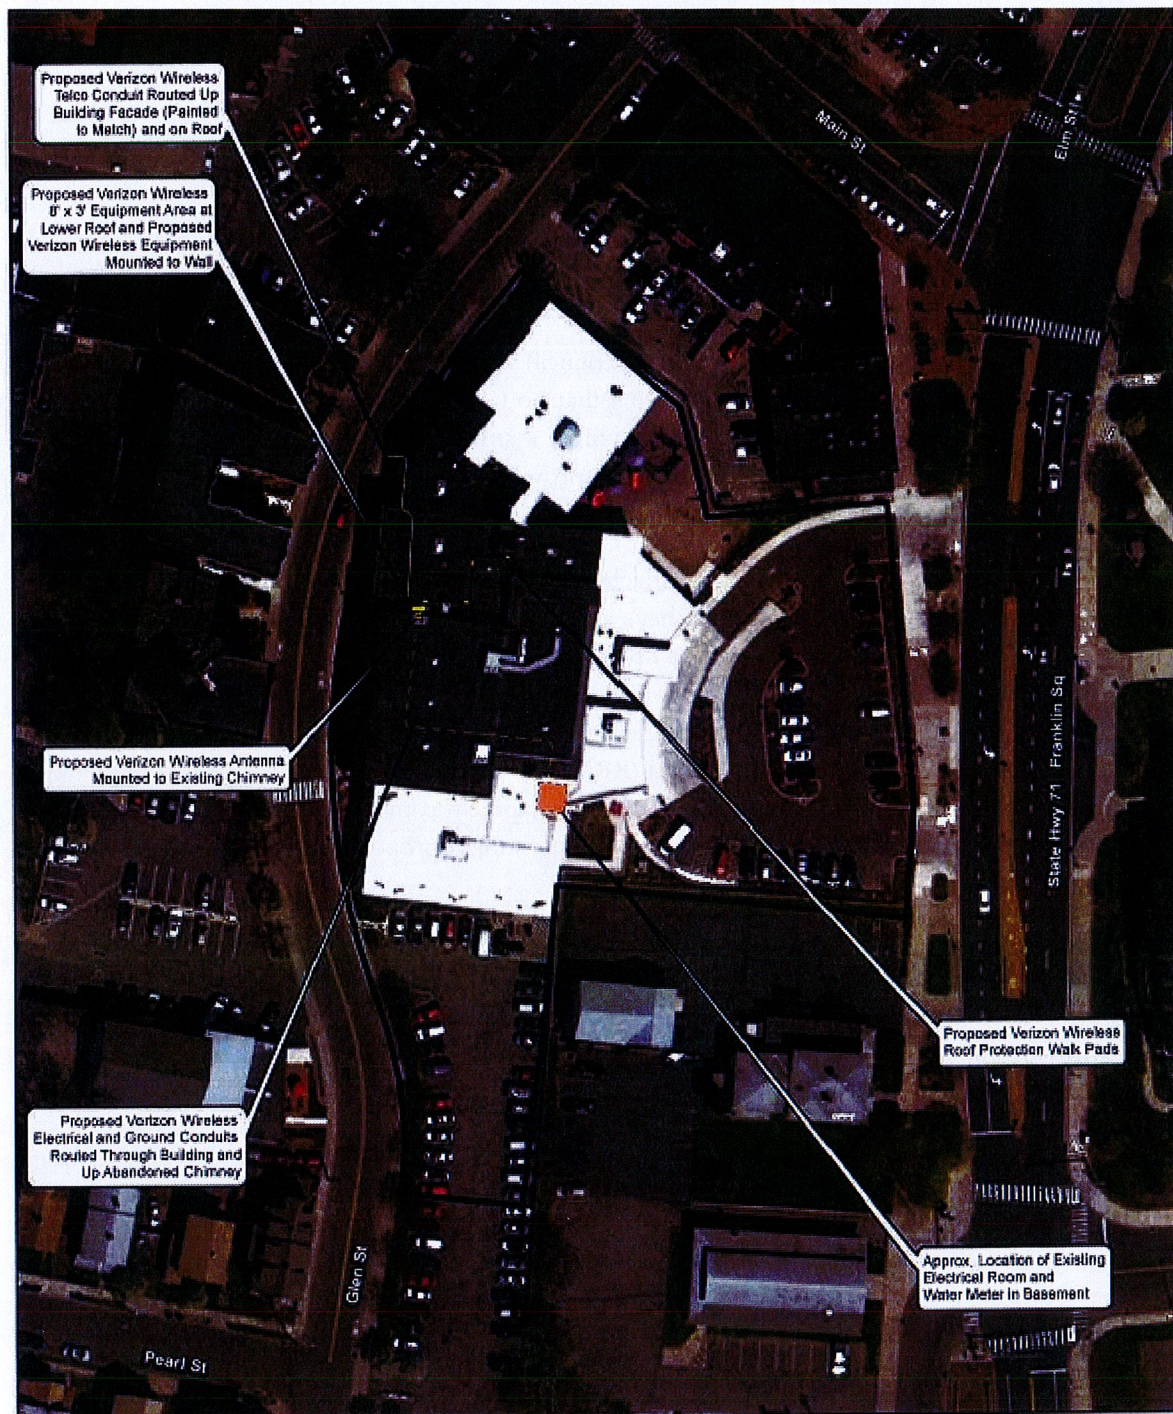 Proposed Verizon Wireless
Telco Conduit Routed Up
Building Facade (Painted
to Match) and on Roof
Proposed Verizon Wireless
8' x 3' Equipment Area at
Lower Roof and Proposed
Verizon Wireless Equipment
Mounted to Wall
Main St
Elm St
Proposed Verizon Wireless Antenna
Mounted to Existing Chimney
State Hwy 71
Franklin Sq
Proposed Verizon Wireless
Roof Protection Walk Pads
Proposed Verizon Wireless
Electrical and Ground Conduits
Routed Through Building and
Up Abandoned Chimney
Approx. Location of Existing
Electrical Room and
Water Meter in Basement
Glen St
Pearl St